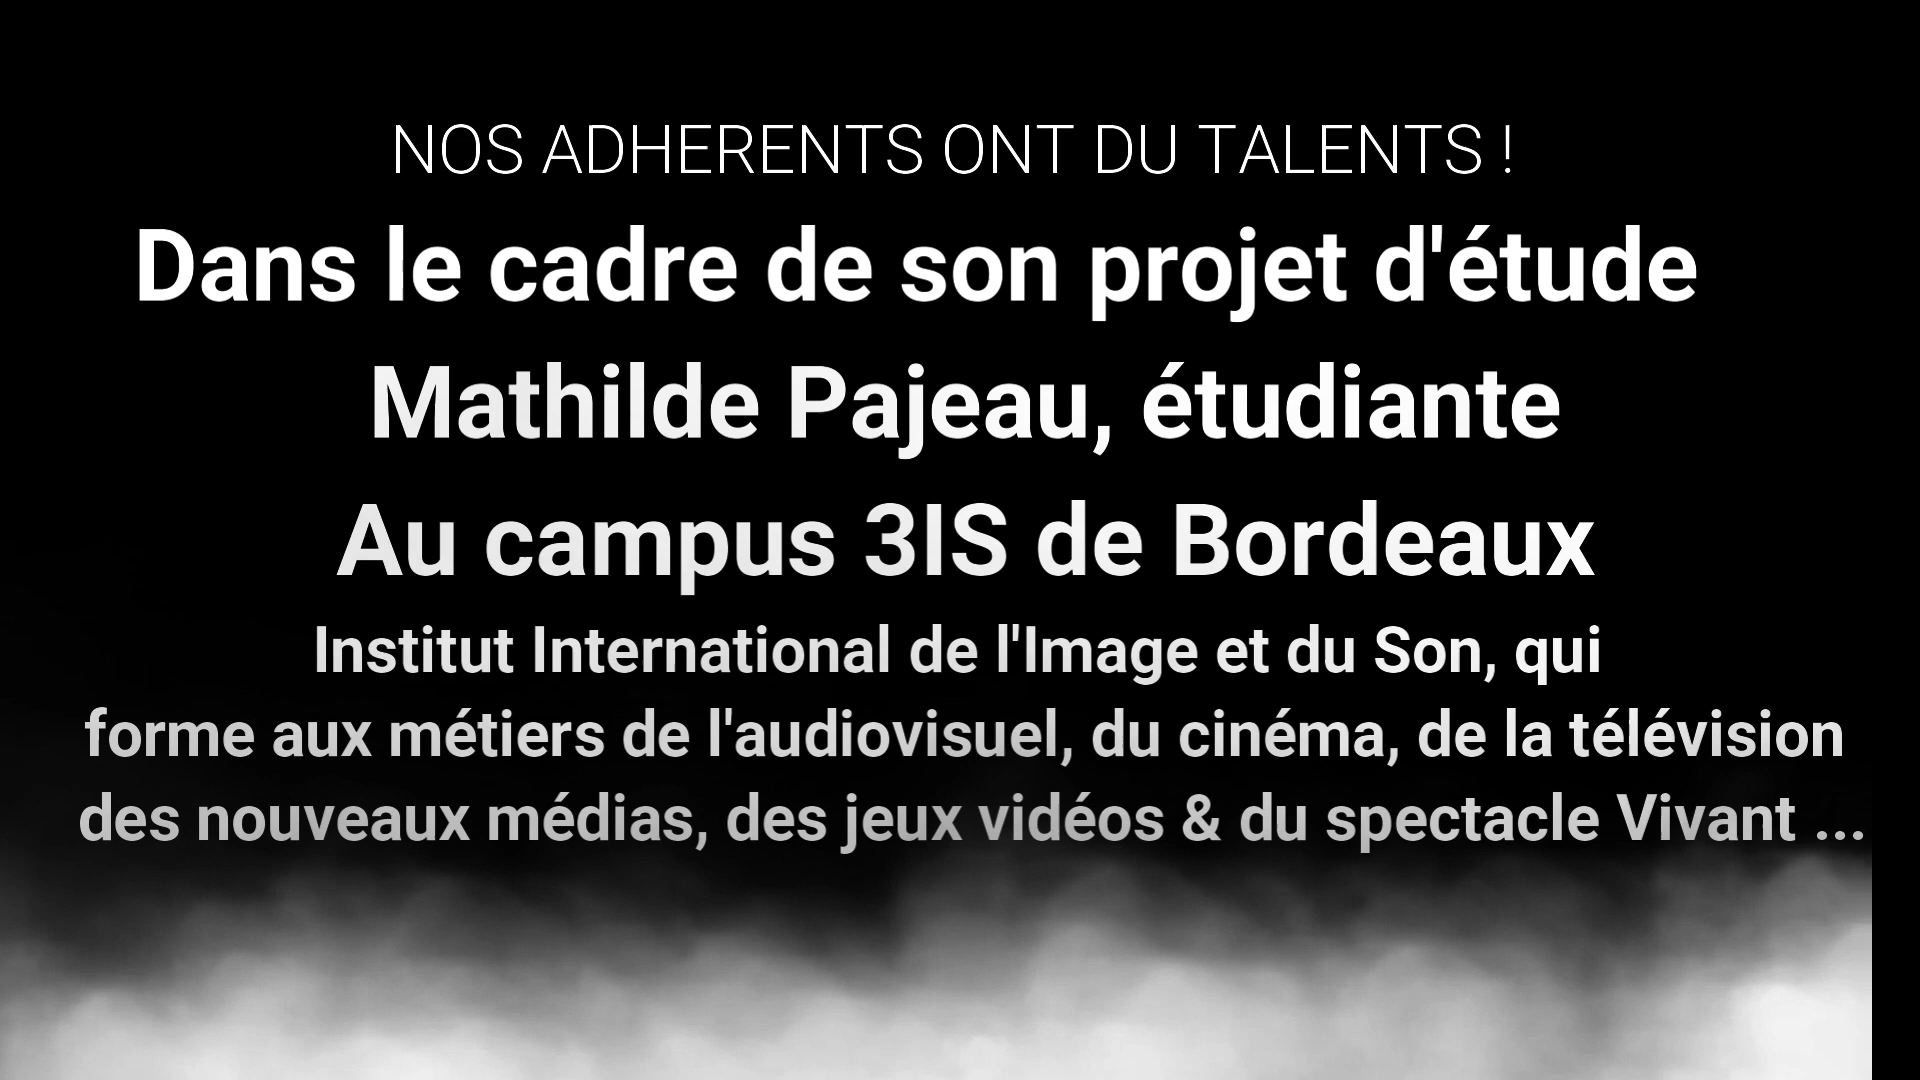 NOS ADHERENTS ONT DU TALENTS !
Dans le cadre de son projet d'étude
Mathilde Pajeau, étudiante
Au campus 3IS de Bordeaux
Institut International de l'Image et du Son, qui
forme aux métiers de l'audiovisuel, du cinéma, de la télévision
des nouveaux médias, des jeux vidéos & du spectacle Vivant ...